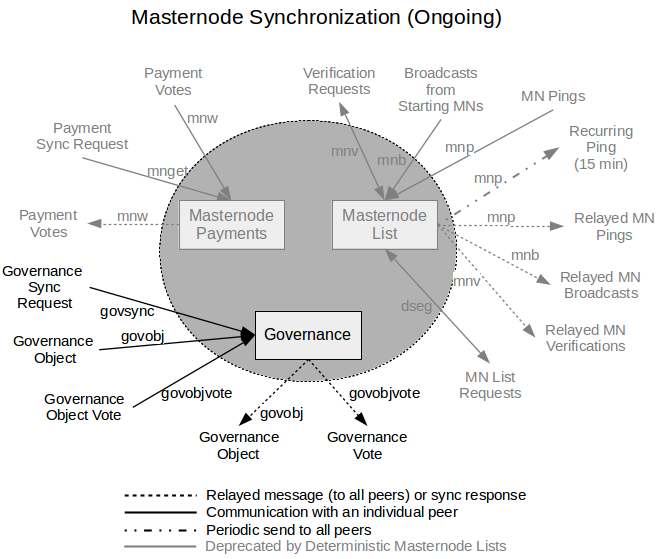 Masternode Synchronization (Ongoing)
Payment
Votes
mnw
Verification
Requests
mnv
Broadcasts
from
Starting MNs
mnb
MN Pings
mnp
Payment
Sync Request
mnget
Recurring
Ping
(15 min)
mnp
Payment
Votes
mnw
Masternode
Payments
Masternode
List
mnp
Relayed MN
Pings
mnb
Relayed MN
Broadcasts
mnv
Relayed MN
Verifications
Governance
Sync
Request
govsync
dseg
MN List
Requests
Governance
Object
govobj
Governance
Governance
Object Vote
govobjvote
govobj
Governance
Object
govobjvote
Governance
Vote
Relayed message (to all peers) or sync response
Communication with an individual peer
Periodic send to all peers
Deprecated by Deterministic Masternode Lists